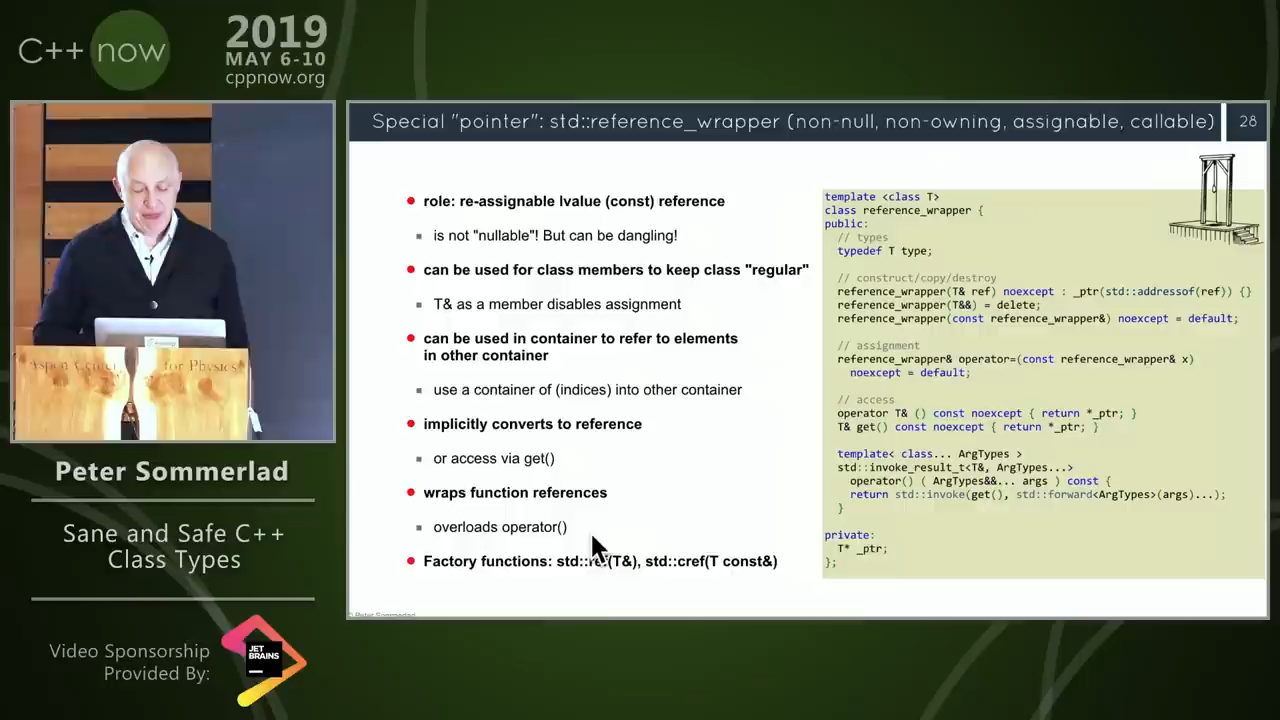 C++ now
2019
MAY 6-10
cppnow.org
Aspen Center for Physics
Peter Sommerlad
Sane and Safe C++
Class Types
Video Sponsorship
Provided By:
JET
BRAINS
Special "pointer": std::reference_wrapper (non-null, non-owning, assignable, callable)
28
role: re-assignable lvalue (const) reference
is not "nullable"! But can be dangling!
can be used for class members to keep class "regular"
T& as a member disables assignment
can be used in container to refer to elements
in other container
use a container of (indices) into other container
implicitly converts to reference
or access via get()
wraps function references
overloads operator()
Factory functions: std::ref(T&), std::cref(T const&)
© Peter Sommerlad
template <class T>
class reference_wrapper {
public:
// types
typedef T type;
// construct/copy/destroy
reference_wrapper(T& ref) noexcept : _ptr(std::addressof(ref)) {}
reference_wrapper(T&&) = delete;
reference_wrapper(const reference_wrapper&) noexcept = default;
// assignment
reference_wrapper& operator=(const reference_wrapper& x)
noexcept = default;
// access
operator T& () const noexcept { return *_ptr; }
T& get() const noexcept { return *_ptr; }
template< class... ArgTypes >
std::invoke_result_t<T&, ArgTypes...>
operator() ( ArgTypes&&... args ) const {
return std::invoke(get(), std::forward<ArgTypes>(args)...);
}
private:
T* _ptr;
};